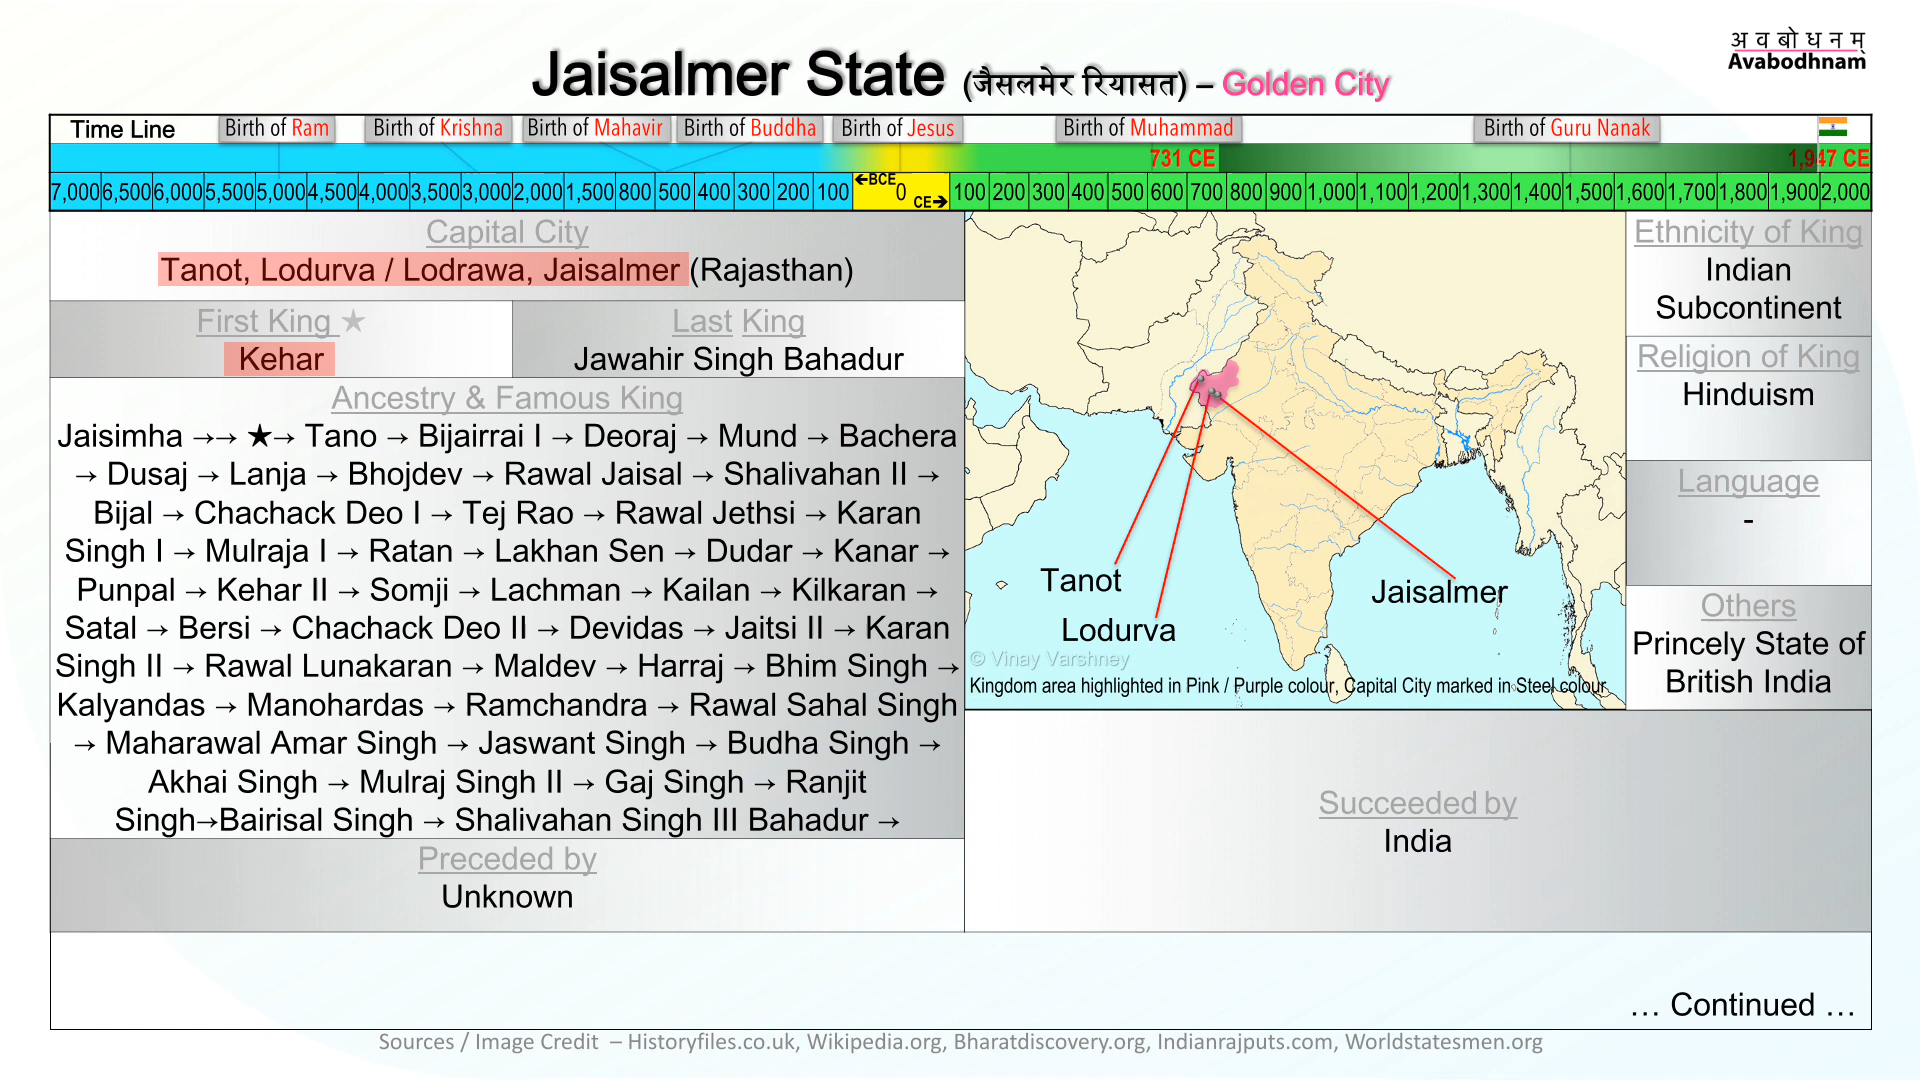 अ व बो ध न म्
Avabodhnam
Jaisalmer State (जैसलमेर रियासत) – Golden City
Time Line
Birth of Ram
Birth of Krishna
Birth of Mahavir
Birth of Buddha
Birth of Jesus
Birth of Muhammad
Birth of Guru Nanak
731 CE
1,947 CE
7,000 6,500 6,000 5,500 5,000 4,500 4,000 3,500 3,000 2,000 1,500 800 500 400 300 200 100 ←BCE 0 CE→ 100 200 300 400 500 600 700 800 900 1,000 1,100 1,200 1,300 1,400 1,500 1,600 1,700 1,800 1,900 2,000
Capital City
Tanot, Lodurva / Lodrawa, Jaisalmer (Rajasthan)
First King ★
Kehar
Last King
Jawahir Singh Bahadur
Ancestry & Famous King
Jaisimha →→ ★→ Tano → Bijairrai I → Deoraj → Mund → Bachera
→ Dusaj → Lanja → Bhojdev → Rawal Jaisal → Shalivahan II →
Bijal → Chachack Deo I → Tej Rao → Rawal Jethsi → Karan
Singh I → Mulraja I → Ratan → Lakhan Sen → Dudar → Kanar →
Punpal → Kehar II → Somji → Lachman → Kailan → Kilkaran →
Satal → Bersi → Chachack Deo II → Devidas → Jaitsi II → Karan
Singh II → Rawal Lunakaran → Maldev → Harraj → Bhim Singh →
Kalyandas → Manohardas → Ramchandra → Rawal Sahal Singh
→ Maharawal Amar Singh → Jaswant Singh → Budha Singh →
Akhai Singh → Mulraj Singh II → Gaj Singh → Ranjit
Singh→Bairisal Singh → Shalivahan Singh III Bahadur →
Preceded by
Unknown
Tanot
Lodurva
Jaisalmer
© Vinay Varshney
Kingdom area highlighted in Pink / Purple colour, Capital City marked in Steel colour
Ethnicity of King
Indian
Subcontinent
Religion of King
Hinduism
Language
-
Others
Princely State of
British India
Succeeded by
India
... Continued ...
Sources / Image Credit – Historyfiles.co.uk, Wikipedia.org, Bharatdiscovery.org, Indianrajputs.com, Worldstatesmen.org